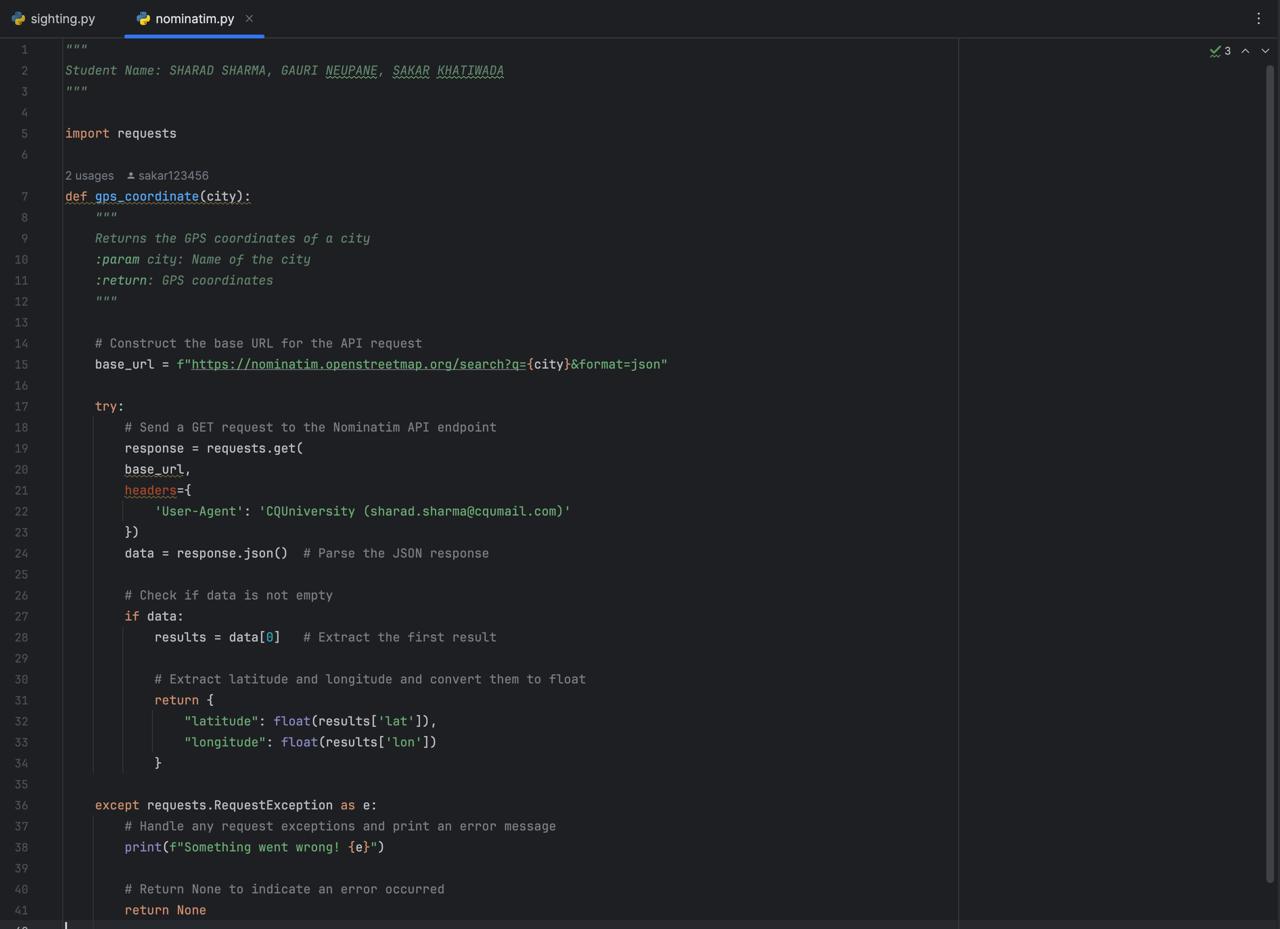 sighting.py nominatim.py
3
1 """
2 Student Name: SHARAD SHARMA, GAURI NEUPANE, SAKAR KHATIWADA
3 """
4
5 import requests
6
2 usages sakar123456
7 def gps_coordinate(city):
8     """
9     Returns the GPS coordinates of a city
10     :param city: Name of the city
11     :return: GPS coordinates
12     """
13
14     # Construct the base URL for the API request
15     base_url = f"https://nominatim.openstreetmap.org/search?q={city}&format=json"
16
17     try:
18         # Send a GET request to the Nominatim API endpoint
19         response = requests.get(
20         base_url,
21         headers={
22             'User-Agent': 'CQUniversity (sharad.sharma@cqumail.com)'
23         })
24         data = response.json()  # Parse the JSON response
25
26         # Check if data is not empty
27         if data:
28             results = data[0]   # Extract the first result
29
30             # Extract latitude and longitude and convert them to float
31             return {
32                 "latitude": float(results['lat']),
33                 "longitude": float(results['lon'])
34             }
35
36     except requests.RequestException as e:
37         # Handle any request exceptions and print an error message
38         print(f"Something went wrong! {e}")
39
40         # Return None to indicate an error occurred
41         return None